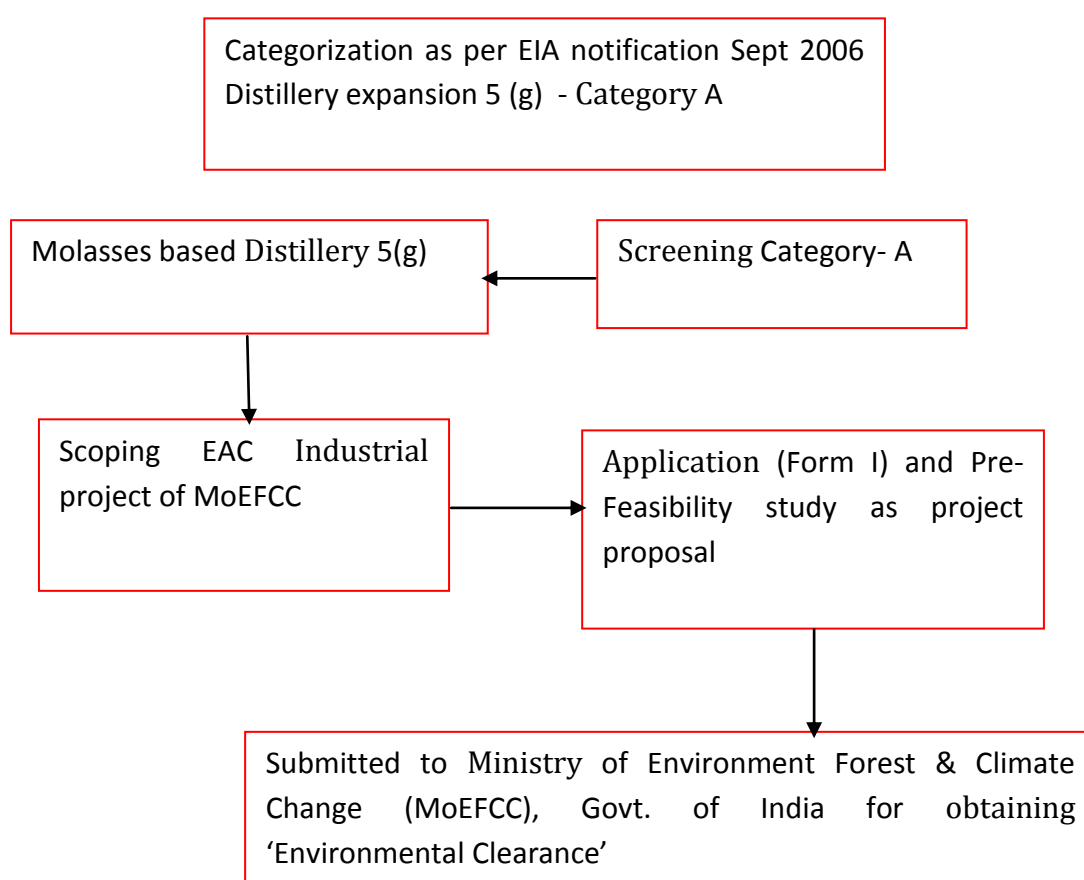 Categorization as per EIA notification Sept 2006
Distillery expansion 5 (g) - Category A
Molasses based Distillery 5(g)
Screening Category- A
Scoping EAC Industrial
project of MoEFCC
Application (Form I) and Pre-
Feasibility study as project
proposal
Submitted to Ministry of Environment Forest & Climate
Change (MoEFCC), Govt. of India for obtaining
‘Environmental Clearance’